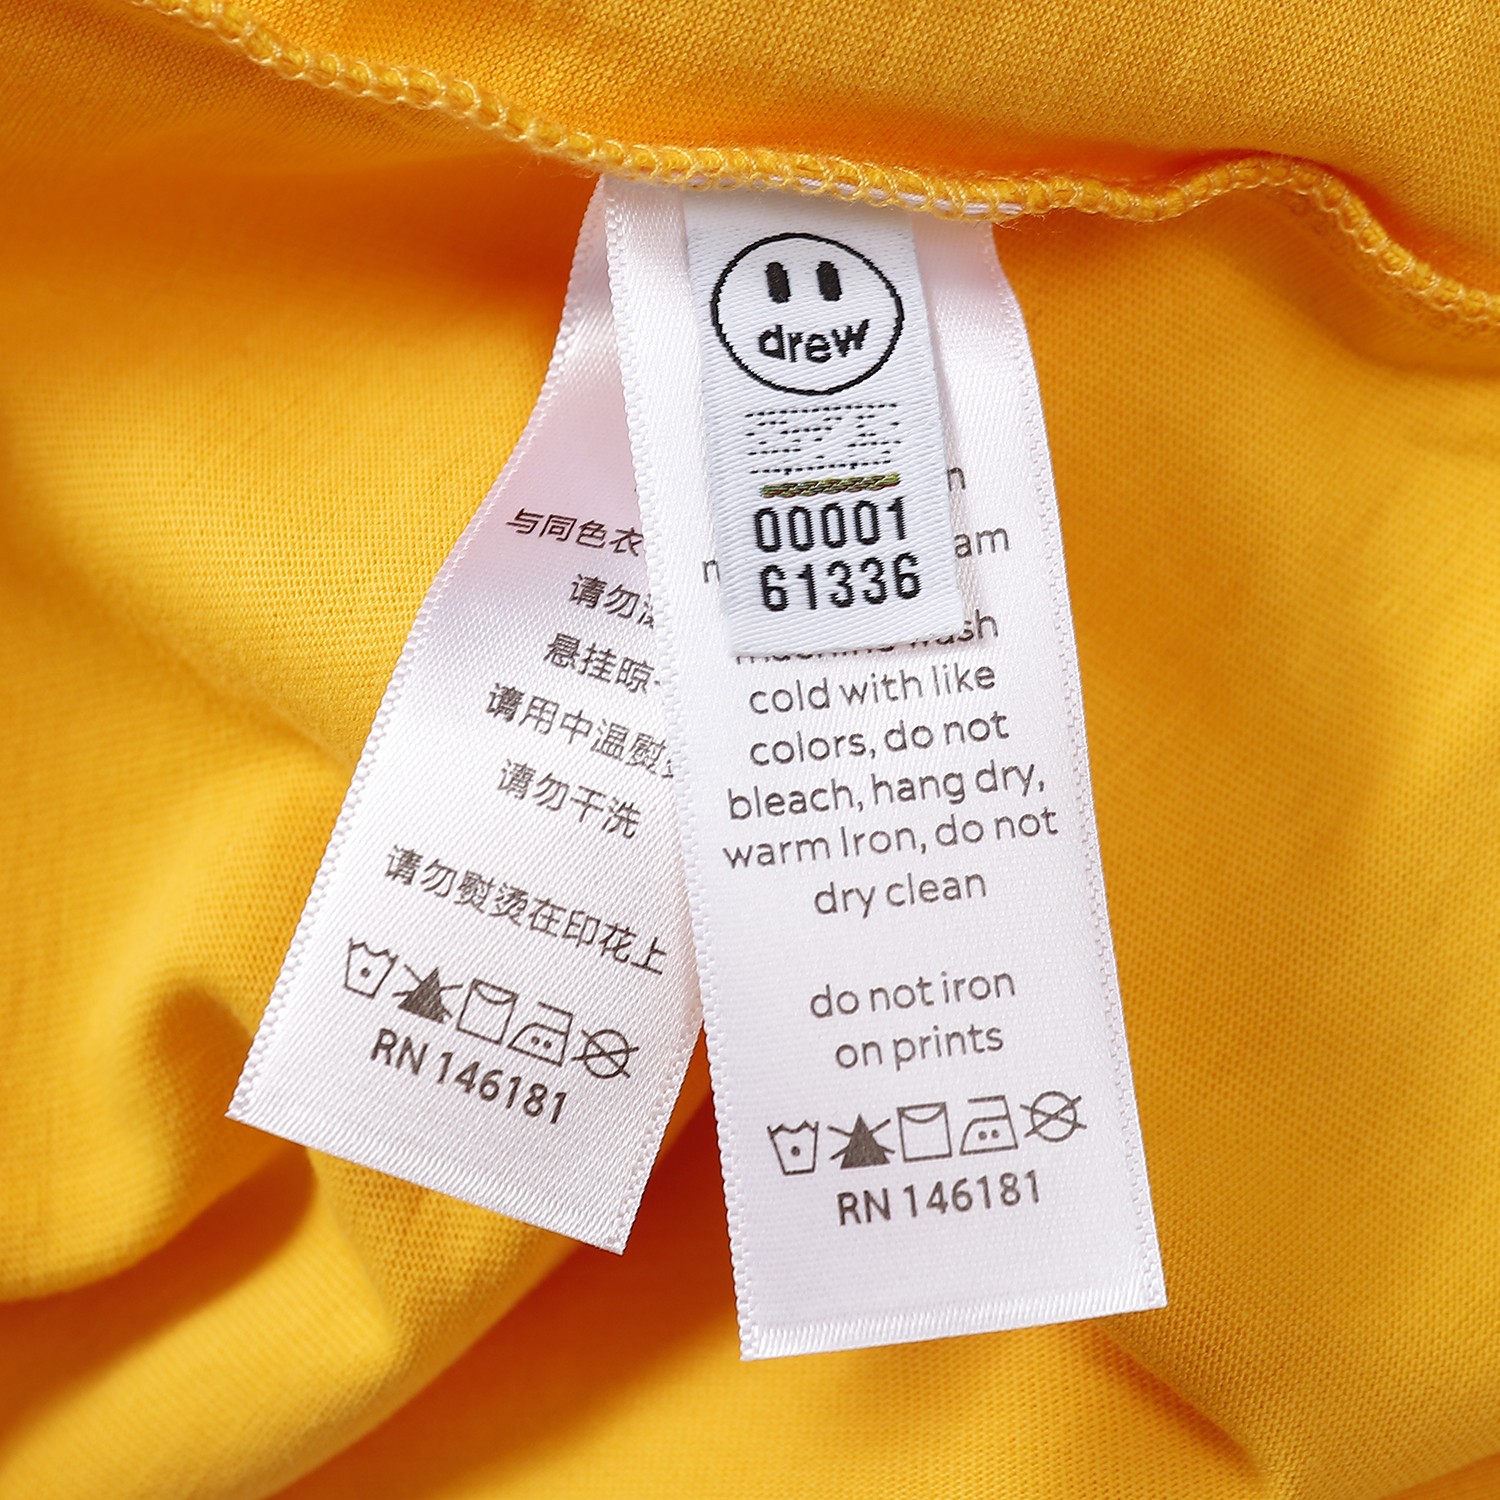 与同色衣
请勿
悬挂晾
请用中温熨
请勿干洗
请勿熨烫在印花上
RN 146181
drew
00001
61336
wash
cold with like
colors, do not
bleach, hang dry,
warm Iron, do not
dry clean
do not iron
on prints
RN 146181